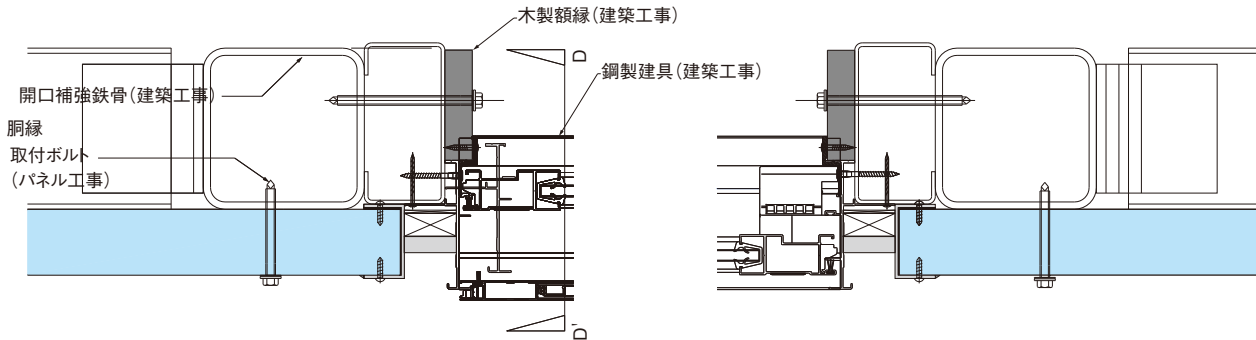 木製額縁(建築工事)
D
鋼製建具(建築工事)
開口補強鉄骨(建築工事)
胴縁
取付ボルト
(パネル工事)
D'